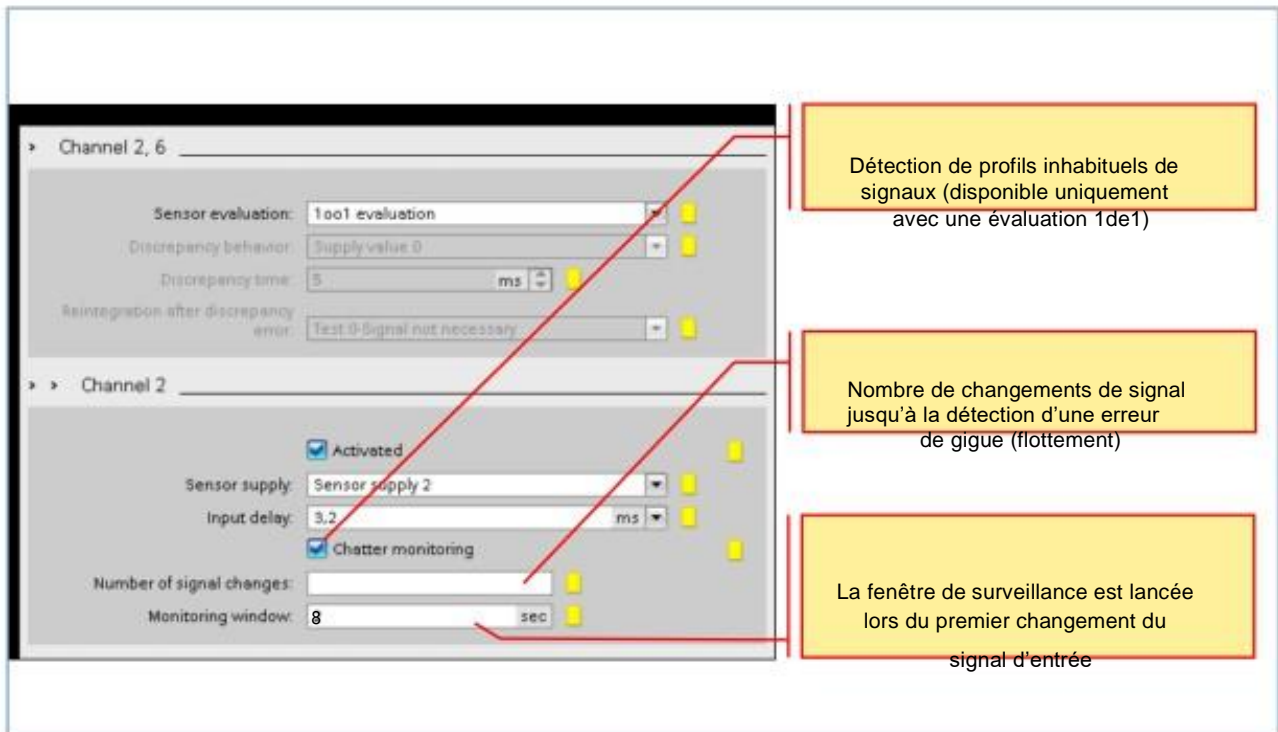 Channel 2, 6
Sensor evaluation: 1oo1 evaluation
Discrepancy behavior: Supply value 0
Discrepancy time: 5 ms
Reintegration after discrepancy
error: Test 0-Signal not necessary
Channel 2
Activated
Sensor supply: Sensor supply 2
Input delay: 3,2 ms
Chatter monitoring
Number of signal changes:
Monitoring window: 8 sec
Détection de profils inhabituels de
signaux (disponible uniquement
avec une évaluation 1de1)
Nombre de changements de signal
jusqu’à la détection d’une erreur
de gigue (flottement)
La fenêtre de surveillance est lancée
lors du premier changement du
signal d’entrée